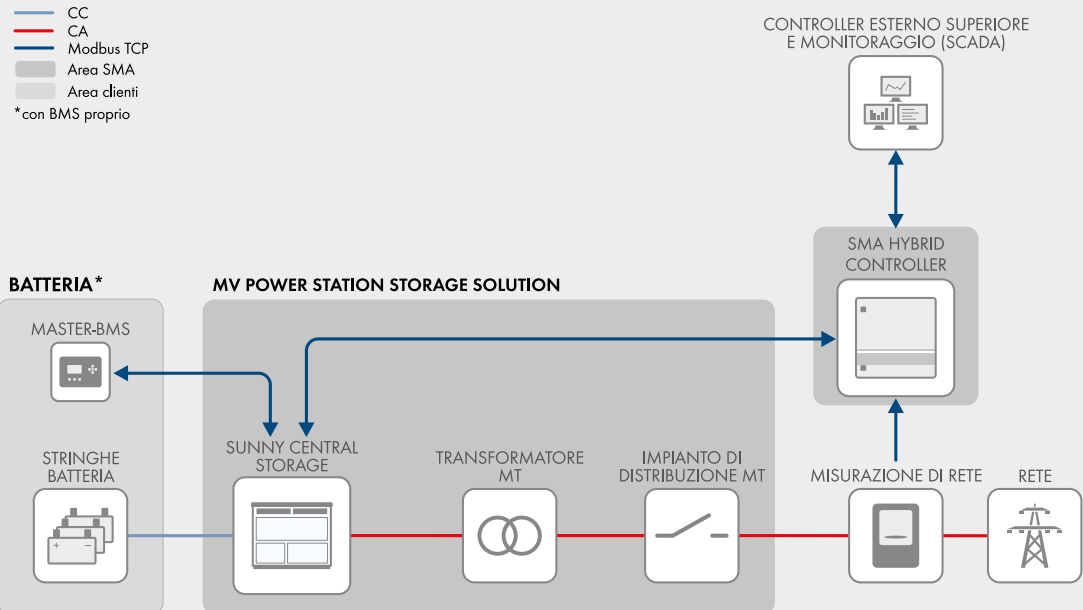 CC
CA
Modbus TCP
Area SMA
Area clienti
*con BMS proprio
CONTROLLER ESTERNO SUPERIORE
E MONITORAGGIO (SCADA)
SMA HYBRID
CONTROLLER
BATTERIA*
MV POWER STATION STORAGE SOLUTION
MASTER-BMS
STRINGHE
BATTERIA
SUNNY CENTRAL
STORAGE
TRANSFORMATORE
MT
IMPIANTO DI
DISTRIBUZIONE MT
MISURAZIONE DI RETE
RETE